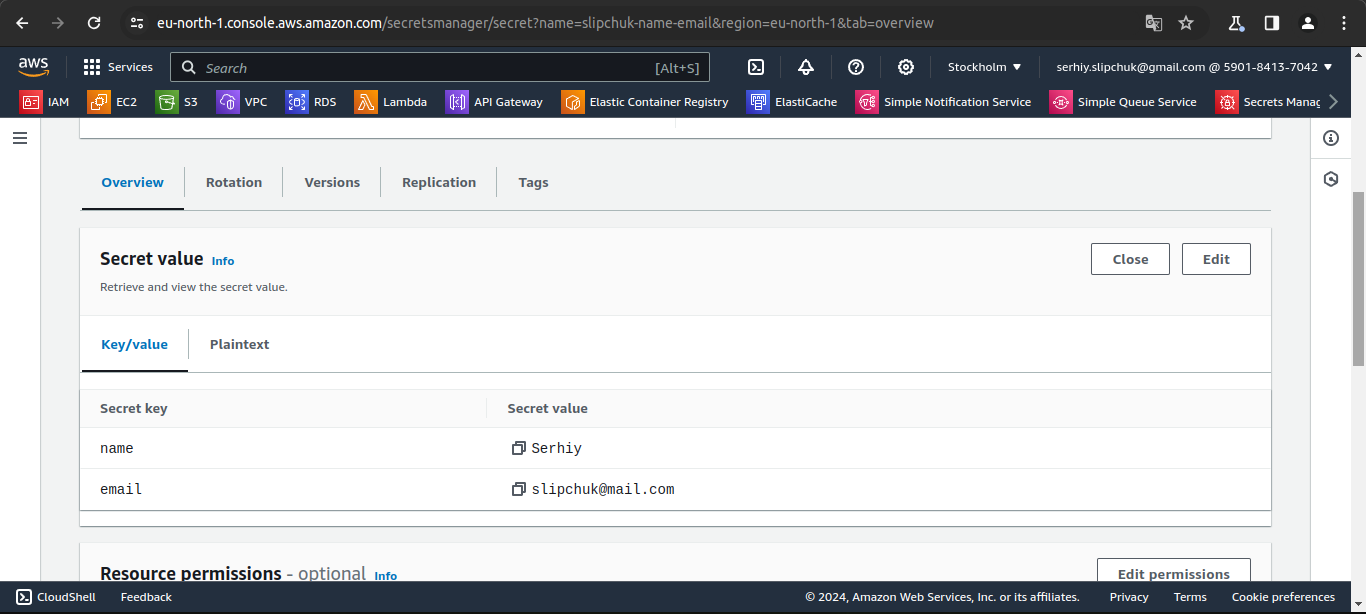 eu-north-1.console.aws.amazon.com/secretsmanager/secret?name=slipchuk-name-email&region=eu-north-1&tab=overview
aws Services Search [Alt+S] Stockholm serhiy.slipchuk@gmail.com @ 5901-8413-7042
IAM EC2 S3 VPC RDS Lambda API Gateway Elastic Container Registry ElastiCache Simple Notification Service Simple Queue Service Secrets Manag
Overview Rotation Versions Replication Tags
Secret value Info Close Edit
Retrieve and view the secret value.
Key/value Plaintext
Secret key Secret value
name Serhiy
email slipchuk@mail.com
Resource permissions - optional Info Edit permissions
CloudShell Feedback © 2024, Amazon Web Services, Inc. or its affiliates. Privacy Terms Cookie preferences